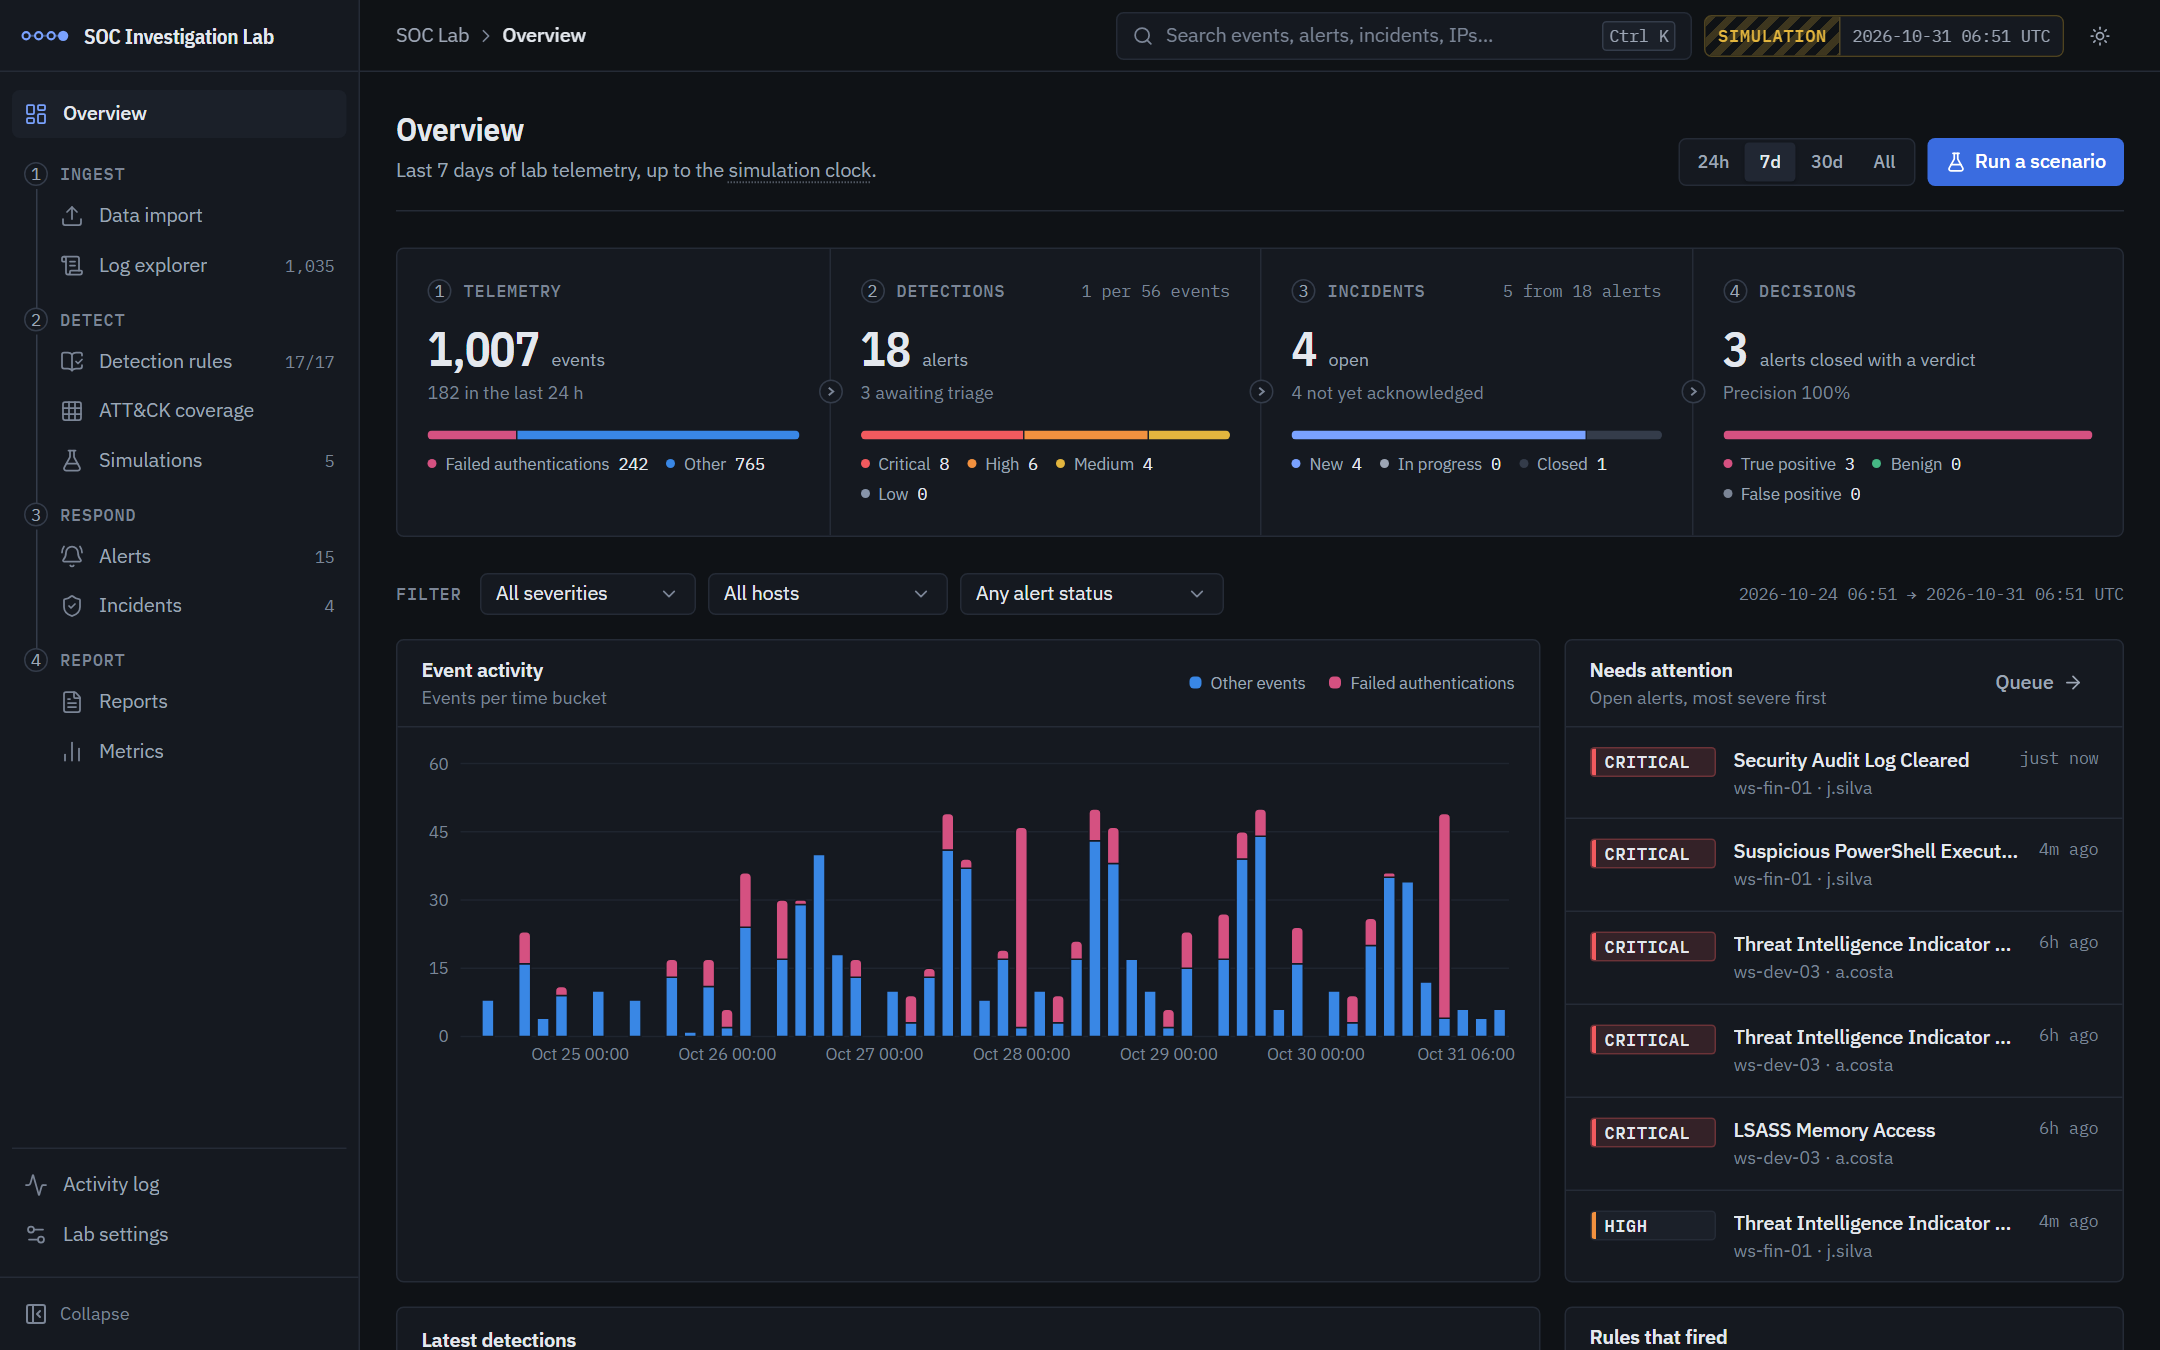 SOC Investigation Lab
SOC Lab > Overview
Search events, alerts, incidents, IPs...
Ctrl K
SIMULATION
2026-10-31 06:51 UTC
Overview
1 INGEST
Data import
Log explorer 1,035
2 DETECT
Detection rules 17/17
ATT&CK coverage
Simulations 5
3 RESPOND
Alerts 15
Incidents 4
4 REPORT
Reports
Metrics
Activity log
Lab settings
Collapse
Overview
Last 7 days of lab telemetry, up to the simulation clock.
24h 7d 30d All
Run a scenario
1 TELEMETRY
1,007 events
182 in the last 24 h
Failed authentications 242 Other 765
2 DETECTIONS 1 per 56 events
18 alerts
3 awaiting triage
Critical 8 High 6 Medium 4
Low 0
3 INCIDENTS 5 from 18 alerts
4 open
4 not yet acknowledged
New 4 In progress 0 Closed 1
4 DECISIONS
3 alerts closed with a verdict
Precision 100%
True positive 3 Benign 0
False positive 0
FILTER All severities All hosts Any alert status
2026-10-24 06:51 → 2026-10-31 06:51 UTC
Event activity
Events per time bucket
Other events Failed authentications
60
45
30
15
0
Oct 25 00:00 Oct 26 00:00 Oct 27 00:00 Oct 28 00:00 Oct 29 00:00 Oct 30 00:00 Oct 31 06:00
Needs attention
Open alerts, most severe first
Queue →
CRITICAL Security Audit Log Cleared just now
ws-fin-01 · j.silva
CRITICAL Suspicious PowerShell Execut... 4m ago
ws-fin-01 · j.silva
CRITICAL Threat Intelligence Indicator ... 6h ago
ws-dev-03 · a.costa
CRITICAL Threat Intelligence Indicator ... 6h ago
ws-dev-03 · a.costa
CRITICAL LSASS Memory Access 6h ago
ws-dev-03 · a.costa
HIGH Threat Intelligence Indicator ... 4m ago
ws-fin-01 · j.silva
Latest detections
Rules that fired